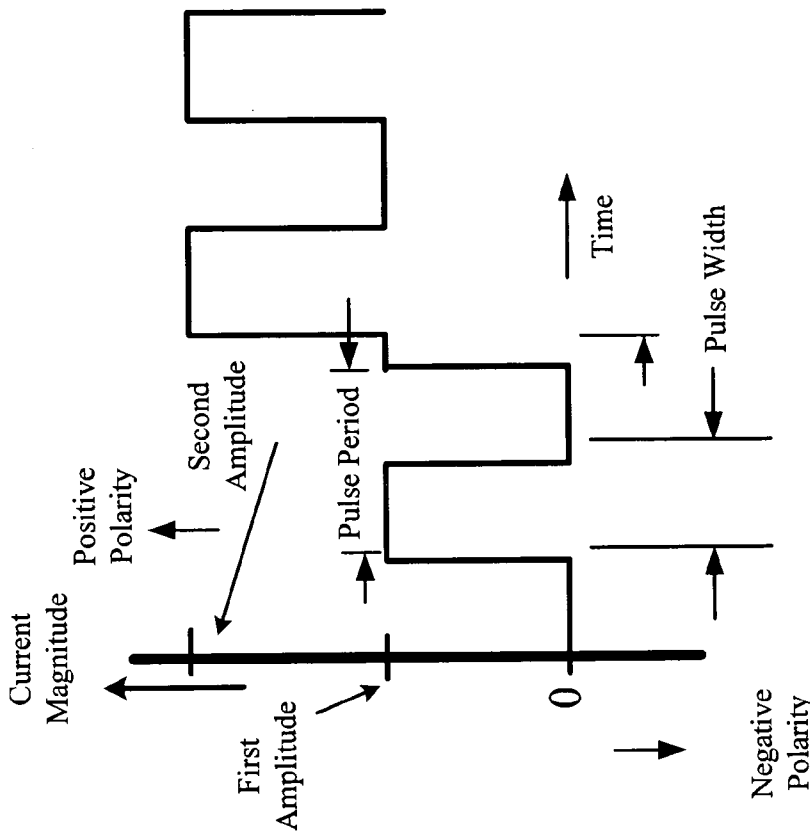 Current
Magnitude
Positive
Polarity
Second
Amplitude
First
Amplitude
Pulse Period
Time
0
Pulse Width
Negative
Polarity